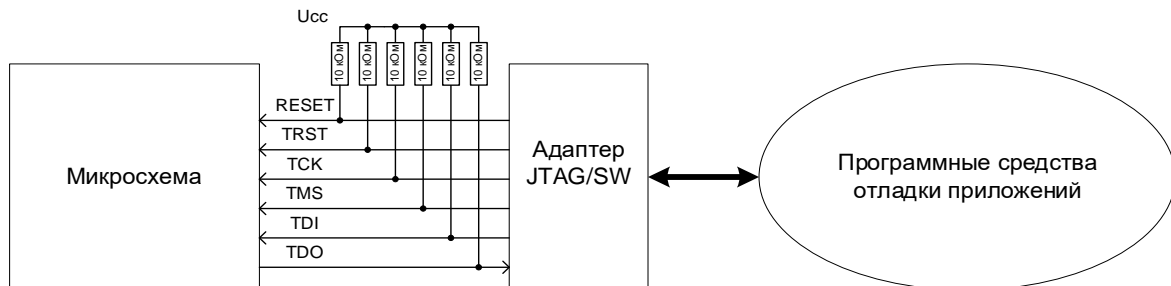 Ucc
10 кОм
10 кОм
10 кОм
10 кОм
10 кОм
10 кОм
RESET
TRST
TCK
TMS
TDI
TDO
Микросхема
Адаптер
JTAG/SW
Программные средства
отладки приложений